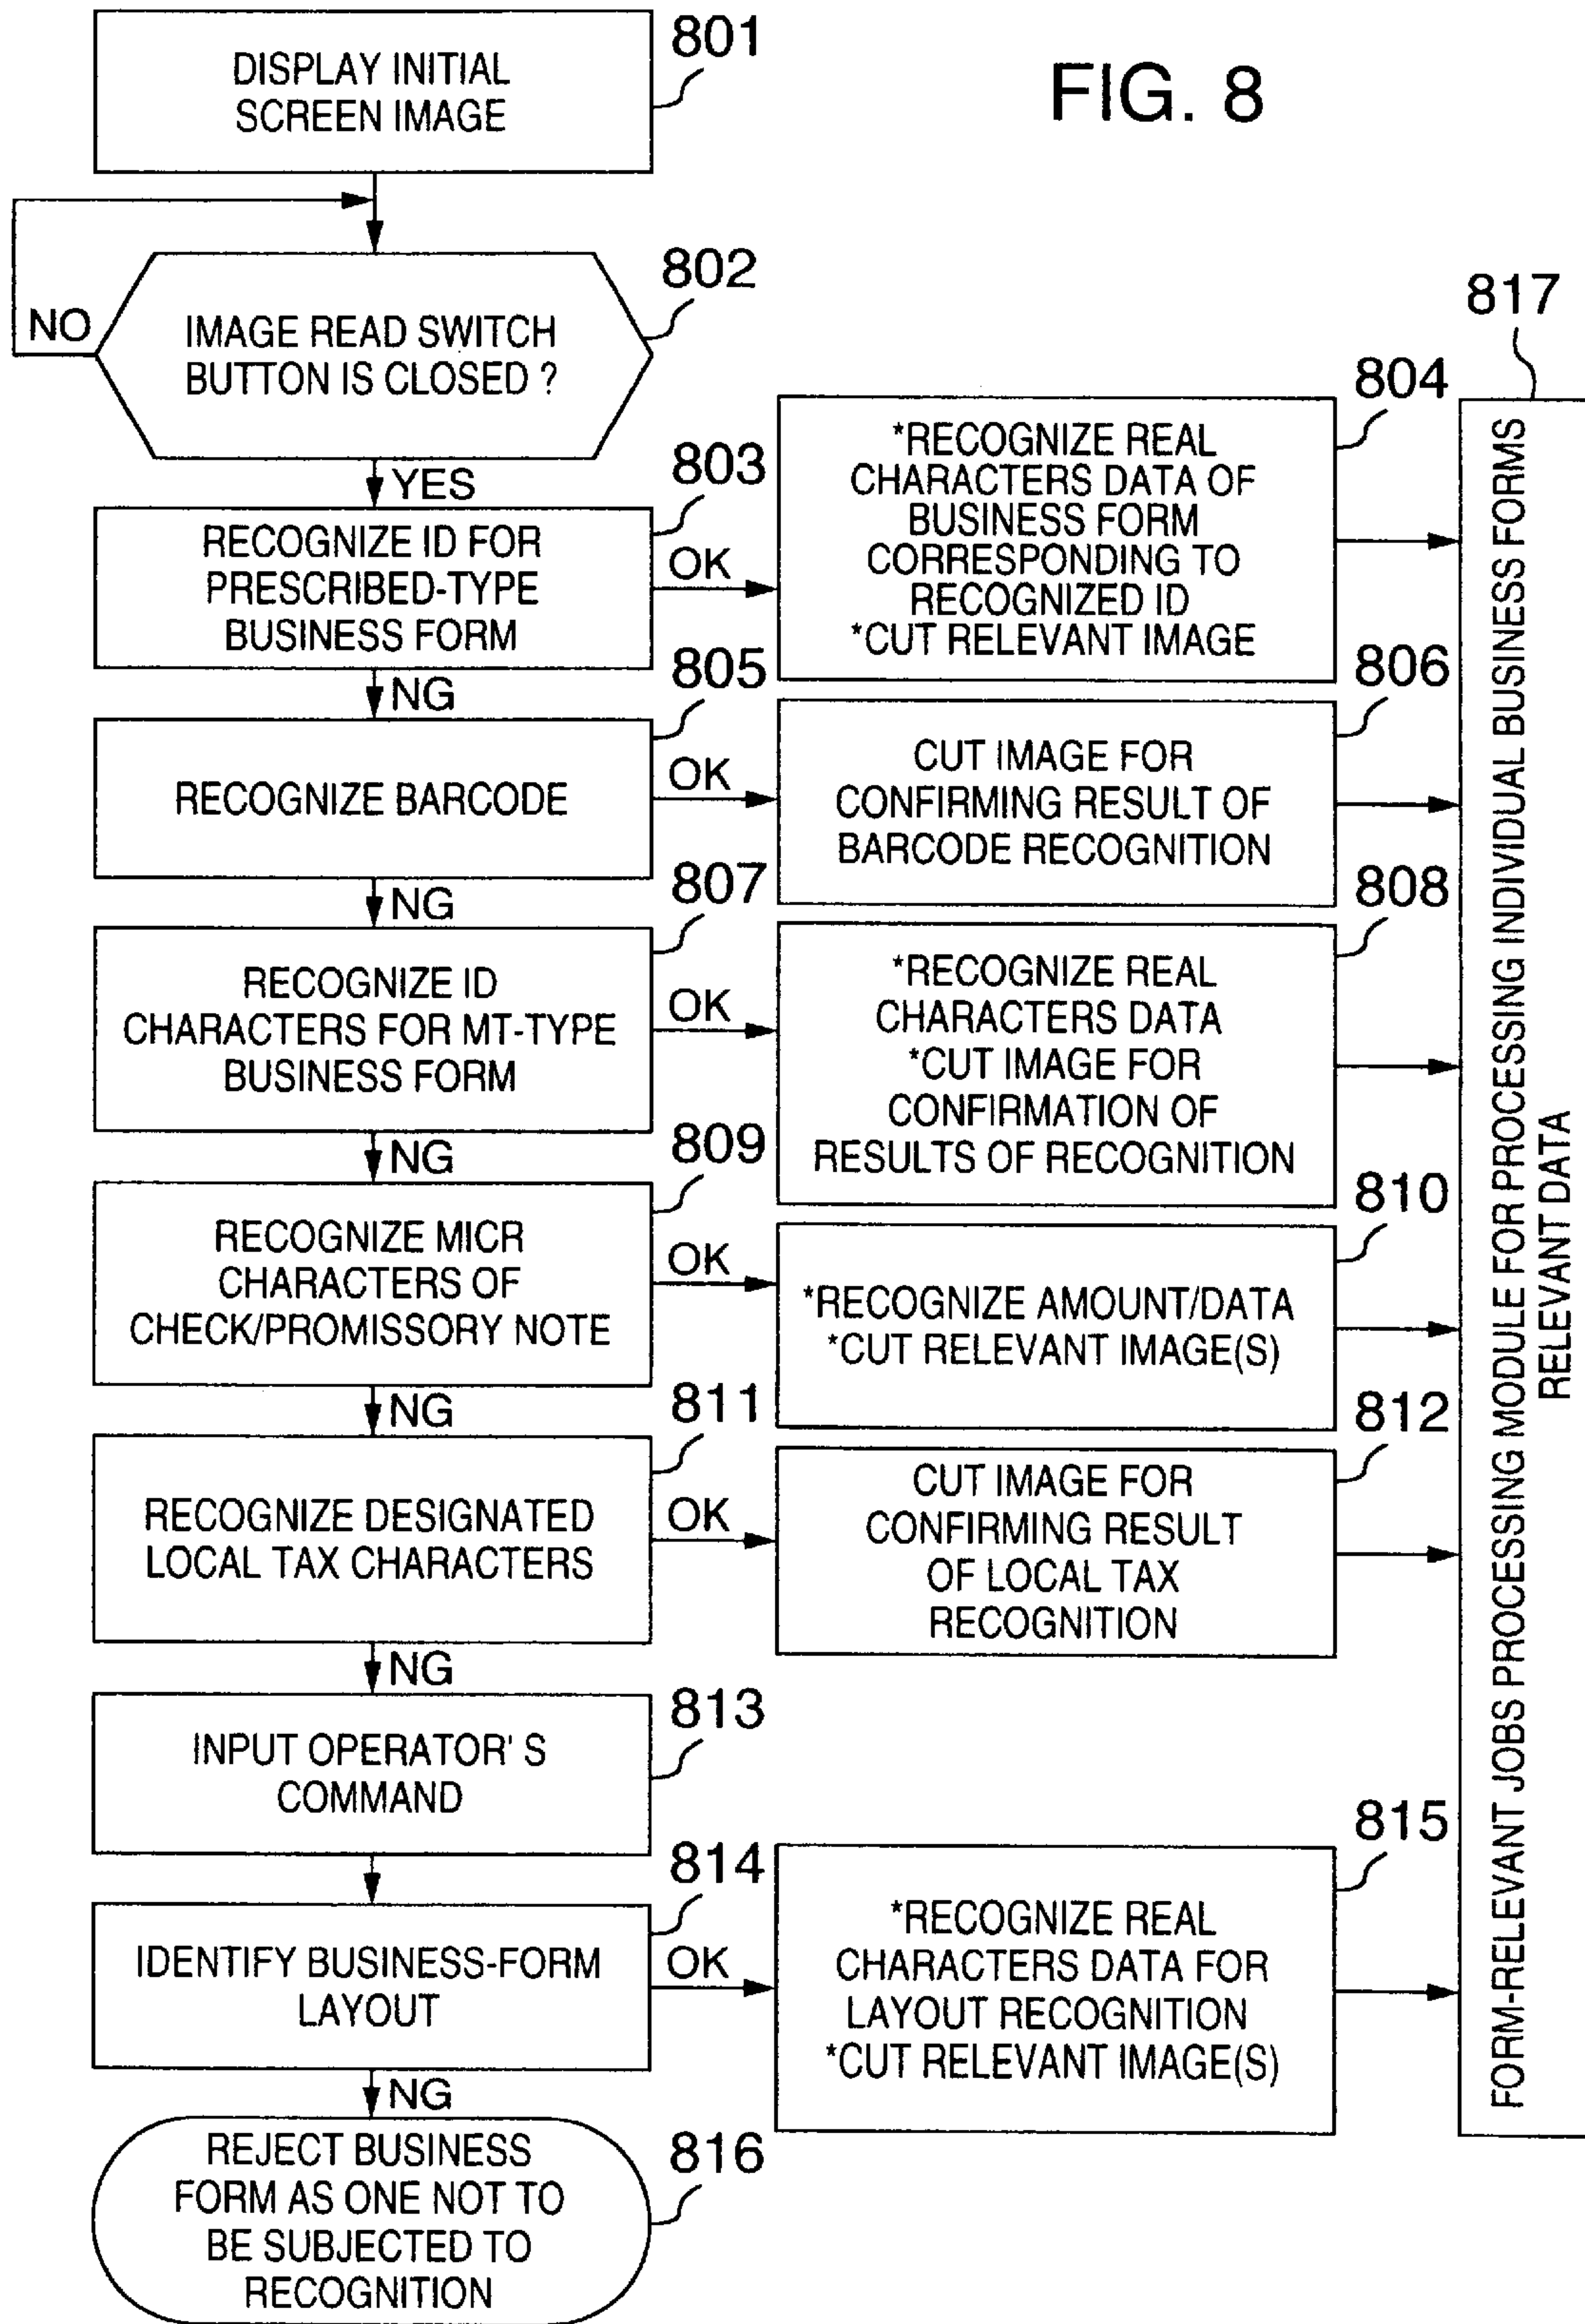 801
DISPLAY INITIAL
SCREEN IMAGE
FIG. 8
802
NO
IMAGE READ SWITCH
BUTTON IS CLOSED ?
YES
803
RECOGNIZE ID FOR
PRESCRIBED-TYPE
BUSINESS FORM
OK
804
*RECOGNIZE REAL
CHARACTERS DATA OF
BUSINESS FORM
CORRESPONDING TO
RECOGNIZED ID
*CUT RELEVANT IMAGE
NG
805
RECOGNIZE BARCODE
OK
806
CUT IMAGE FOR
CONFIRMING RESULT OF
BARCODE RECOGNITION
NG
807
RECOGNIZE ID
CHARACTERS FOR MT-TYPE
BUSINESS FORM
OK
808
*RECOGNIZE REAL
CHARACTERS DATA
*CUT IMAGE FOR
CONFIRMATION OF
RESULTS OF RECOGNITION
NG
809
RECOGNIZE MICR
CHARACTERS OF
CHECK/PROMISSORY NOTE
OK
810
*RECOGNIZE AMOUNT/DATA
*CUT RELEVANT IMAGE(S)
NG
811
RECOGNIZE DESIGNATED
LOCAL TAX CHARACTERS
OK
812
CUT IMAGE FOR
CONFIRMING RESULT
OF LOCAL TAX
RECOGNITION
NG
813
INPUT OPERATOR' S
COMMAND
814
IDENTIFY BUSINESS-FORM
LAYOUT
OK
815
*RECOGNIZE REAL
CHARACTERS DATA FOR
LAYOUT RECOGNITION
*CUT RELEVANT IMAGE(S)
NG
816
REJECT BUSINESS
FORM AS ONE NOT TO
BE SUBJECTED TO
RECOGNITION
817
FORM-RELEVANT JOBS PROCESSING MODULE FOR PROCESSING INDIVIDUAL BUSINESS FORMS
RELEVANT DATA